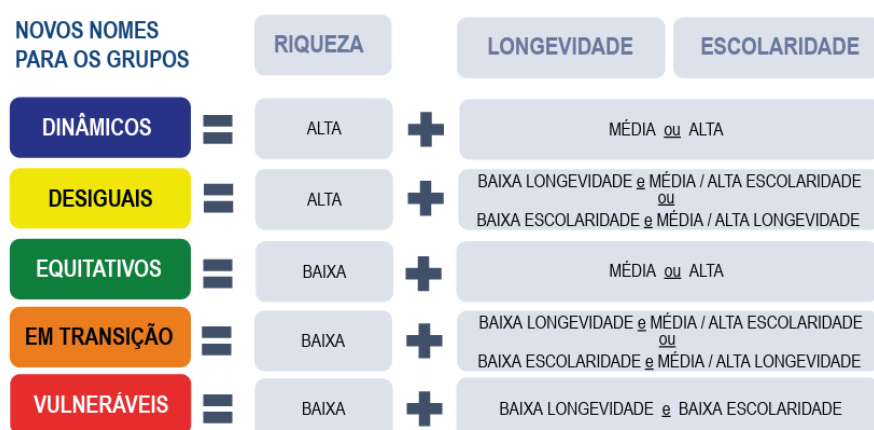 NOVOS NOMES
PARA OS GRUPOS
RIQUEZA
LONGEVIDADE
ESCOLARIDADE
DINÂMICOS
ALTA
MÉDIA ou ALTA
DESIGUAIS
ALTA
BAIXA LONGEVIDADE e MÉDIA / ALTA ESCOLARIDADE
ou
BAIXA ESCOLARIDADE e MÉDIA / ALTA LONGEVIDADE
EQUITATIVOS
BAIXA
MÉDIA ou ALTA
EM TRANSIÇÃO
BAIXA
BAIXA LONGEVIDADE e MÉDIA / ALTA ESCOLARIDADE
ou
BAIXA ESCOLARIDADE e MÉDIA / ALTA LONGEVIDADE
VULNERÁVEIS
BAIXA
BAIXA LONGEVIDADE e BAIXA ESCOLARIDADE